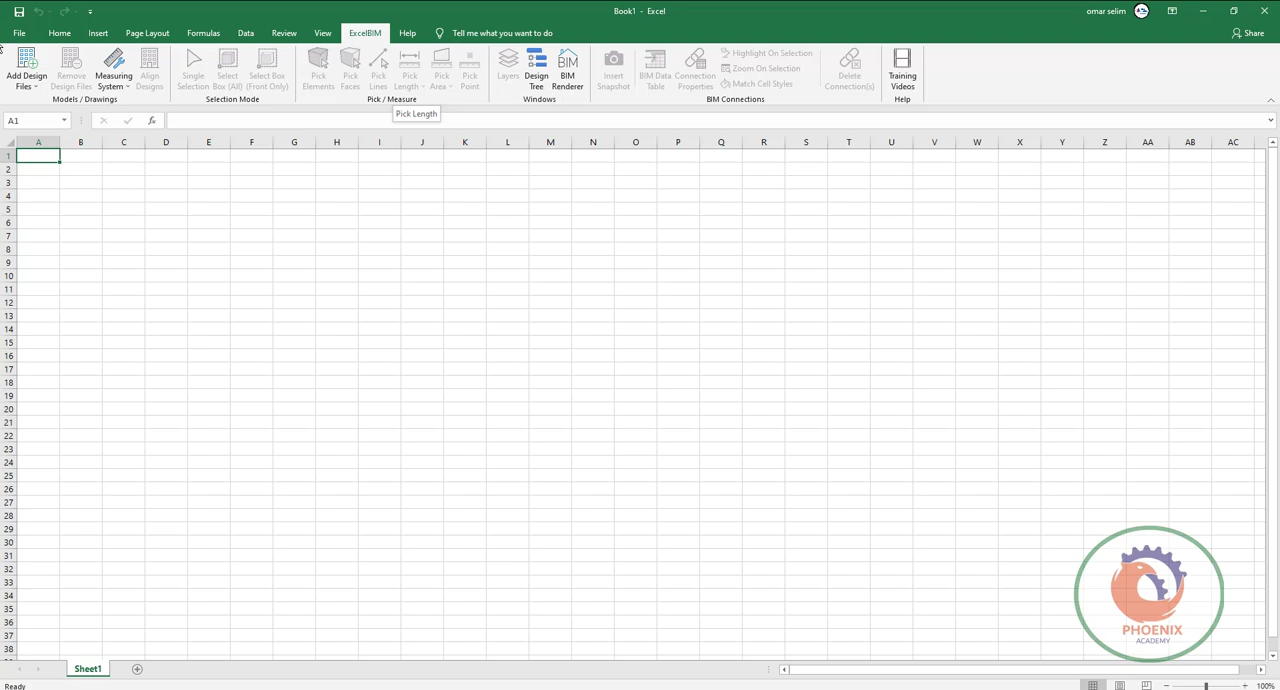 Book1 - Excel
omar selim
File Home Insert Page Layout Formulas Data Review View ExcelBIM Help Tell me what you want to do
Share
Add Design Files
Remove Design Files
Measuring System
Align Designs
Models / Drawings
Single Selection
Select Box (All)
Select Box (Front Only)
Selection Mode
Pick Elements
Pick Faces
Pick Lines
Pick Length
Pick Area
Pick Point
Pick / Measure
Layers
Design Tree
BIM Renderer
Windows
Insert Snapshot
BIM Data Table
Connection Properties
Highlight On Selection
Zoom On Selection
Match Cell Styles
BIM Connections
Delete Connection(s)
Training Videos
Help
Pick Length
A1
fx
A B C D E F G H I J K L M N O P Q R S T U V W X Y Z AA AB AC
1
2
3
4
5
6
7
8
9
10
11
12
13
14
15
16
17
18
19
20
21
22
23
24
25
26
27
28
29
30
31
32
33
34
35
36
37
38
PHOENIX
ACADEMY
Sheet1
Ready
100%